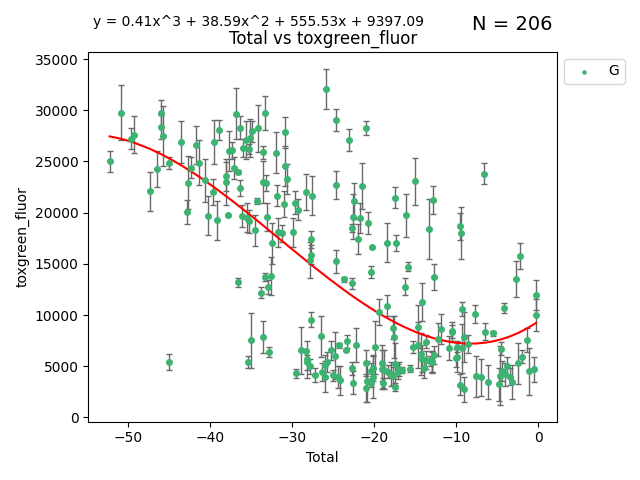 y = 0.41x^3 + 38.59x^2 + 555.53x + 9397.09
N = 206
Total vs toxgreen_fluor
35000
30000
25000
20000
15000
10000
5000
0
toxgreen_fluor
G
−50
−40
−30
−20
−10
0
Total